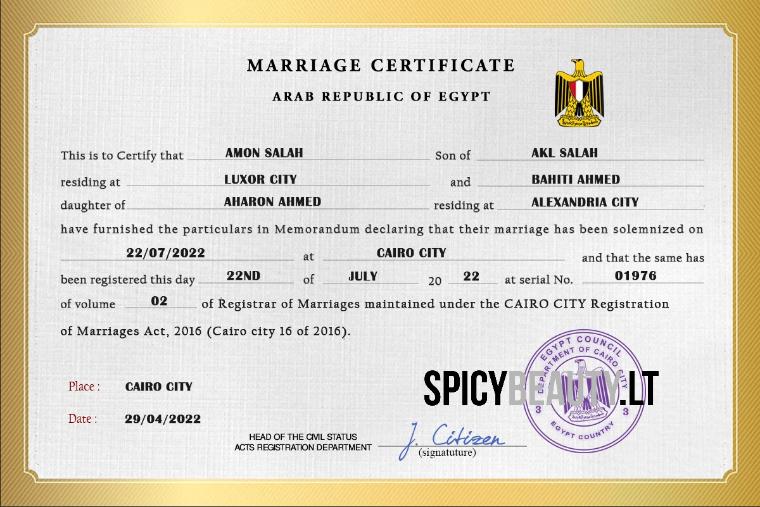 MARRIAGE CERTIFICATE
ARAB REPUBLIC OF EGYPT
This is to Certify that AMON SALAH Son of AKL SALAH
residing at LUXOR CITY and BAHITI AHMED
daughter of AHARON AHMED residing at ALEXANDRIA CITY
have furnished the particulars in Memorandum declaring that their marriage has been solemnized on
22/07/2022 at CAIRO CITY and that the same has
been registered this day 22ND of JULY 20 22 at serial No. 01976
of volume 02 of Registrar of Marriages maintained under the CAIRO CITY Registration
of Marriages Act, 2016 (Cairo city 16 of 2016).
EGYPT COUNCIL
DEPARTMENT OF CAIRO CITY
3 3
EGYPT COUNTRY
SPICYBEAUTY.LT
Place : CAIRO CITY
Date : 29/04/2022
HEAD OF THE CIVIL STATUS
ACTS REGISTRATION DEPARTMENT J. Citizen
(signatuture)